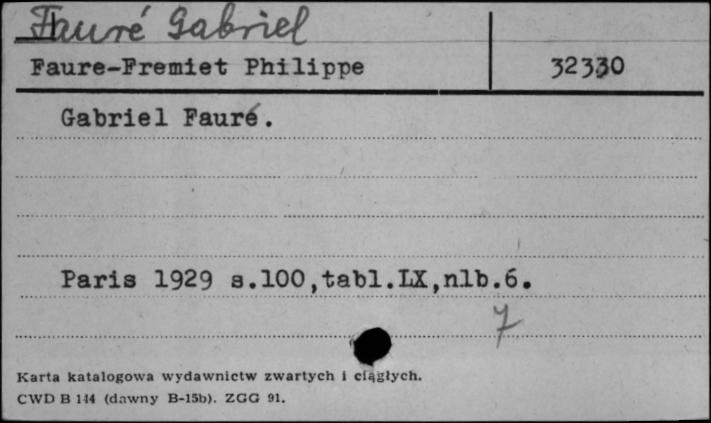 Fauré Gabriel
Faure-Fremiet Philippe 32330
Gabriel Fauré.
Paris 1929 s.100,tabl.IX,nlb.6.
7
Karta katalogowa wydawnictw zwartych i ciągłych.
CWD B 144 (dawny B-15b). ZGG 91.